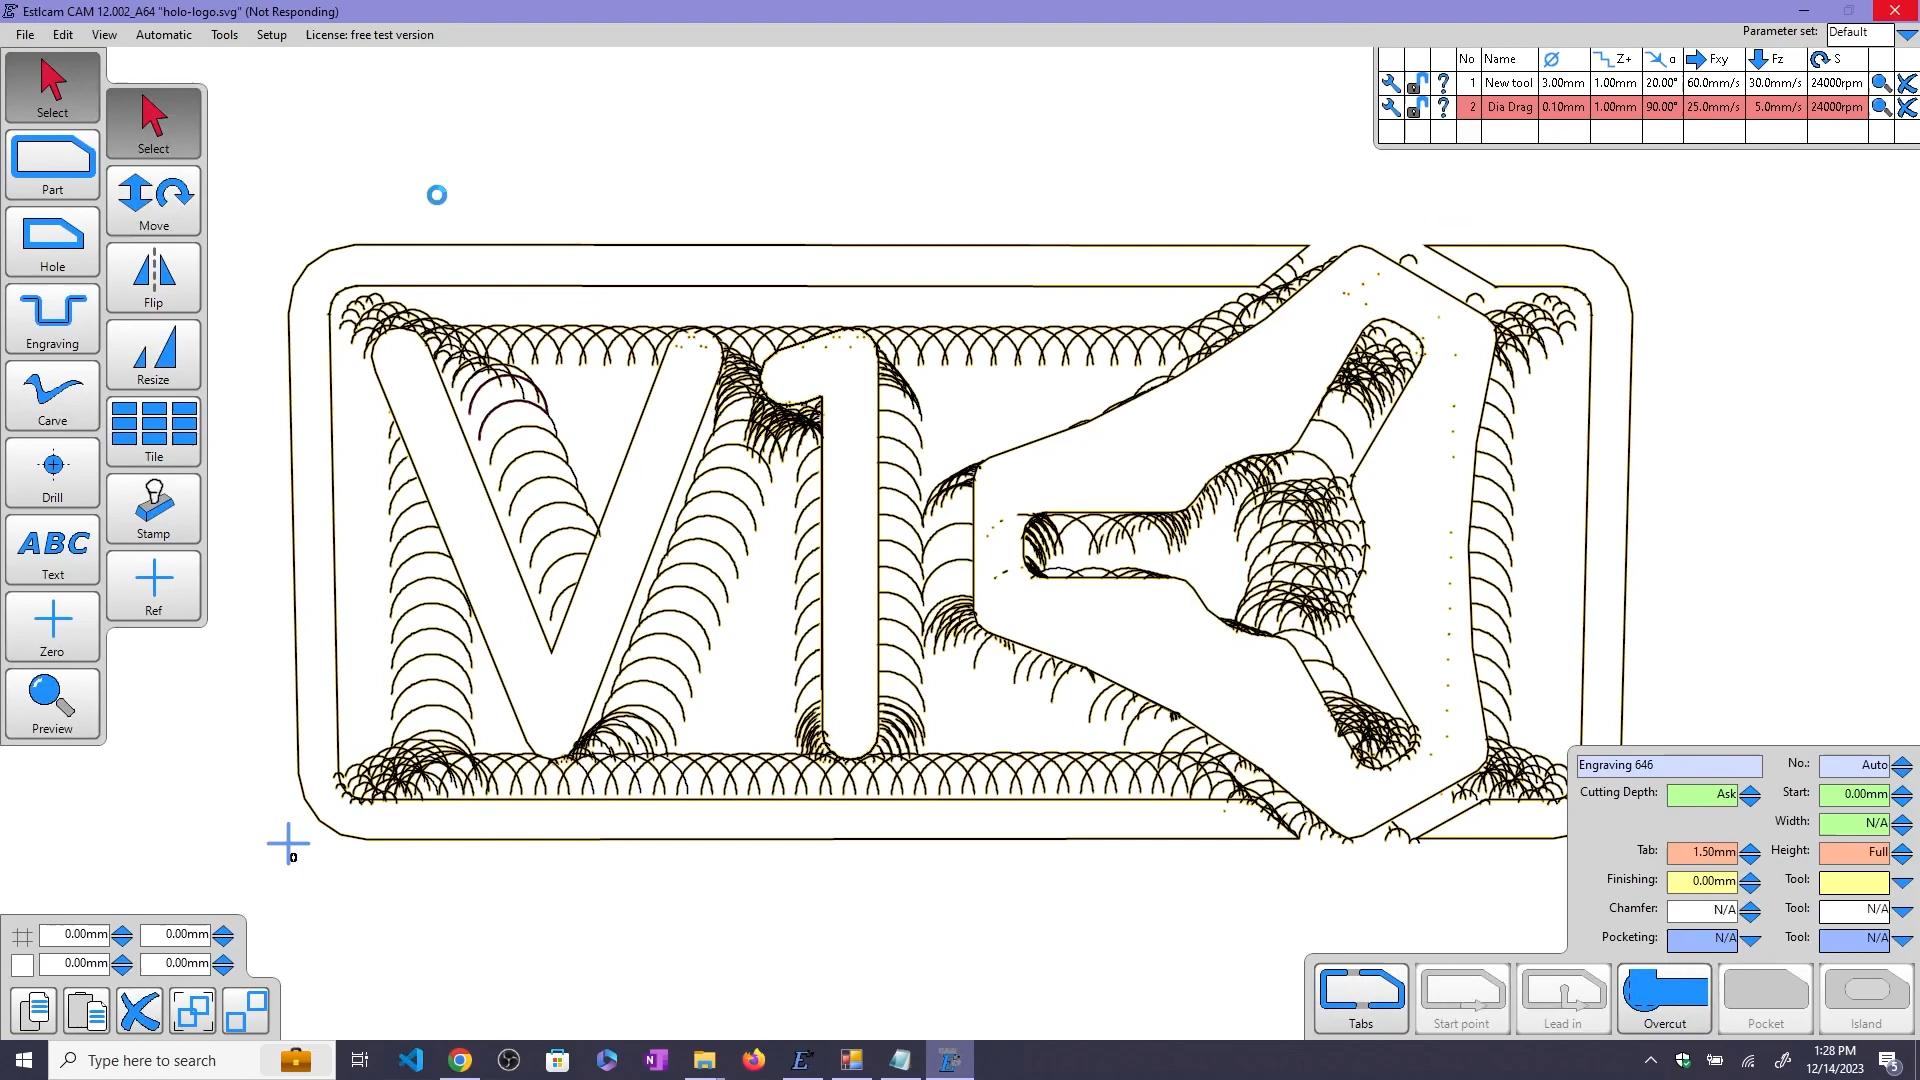 Estlcam CAM 12.002_A64 "holo-logo.svg" (Not Responding)
File Edit View Automatic Tools Setup License: free test version
Parameter set: Default
No Name Z+ α Fxy Fz S
? 1 New tool 3.00mm 1.00mm 20.00° 60.0mm/s 30.0mm/s 24000rpm
? 2 Dia Drag 0.10mm 1.00mm 90.00° 25.0mm/s 5.0mm/s 24000rpm
Select
Part
Hole
Engraving
Carve
Drill
ABC
Text
Zero
Preview
Select
Move
Flip
Resize
Tile
Stamp
Ref
V1
0
Engraving 646 No.: Auto
Cutting Depth: Ask Start: 0.00mm
Width: N/A
Tab: 1.50mm Height: Full
Finishing: 0.00mm Tool:
Chamfer: N/A Tool: N/A
Pocketing: N/A Tool: N/A
0.00mm 0.00mm
0.00mm 0.00mm
Tabs Start point Lead in Overcut Pocket Island
Type here to search
1:28 PM
12/14/2023
5